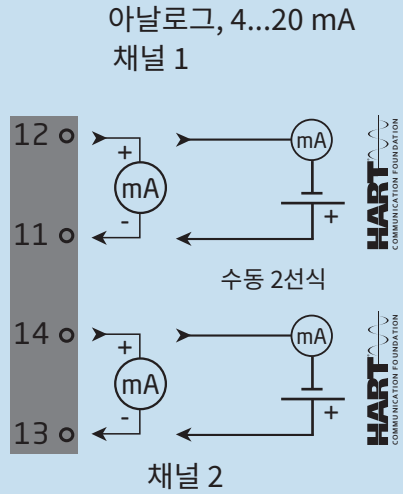 아날로그, 4...20 mA
채널 1
12
+
mA
-
11
mA
+
HART
COMMUNICATION FOUNDATION
수동 2선식
14
+
mA
-
13
mA
+
HART
COMMUNICATION FOUNDATION
채널 2